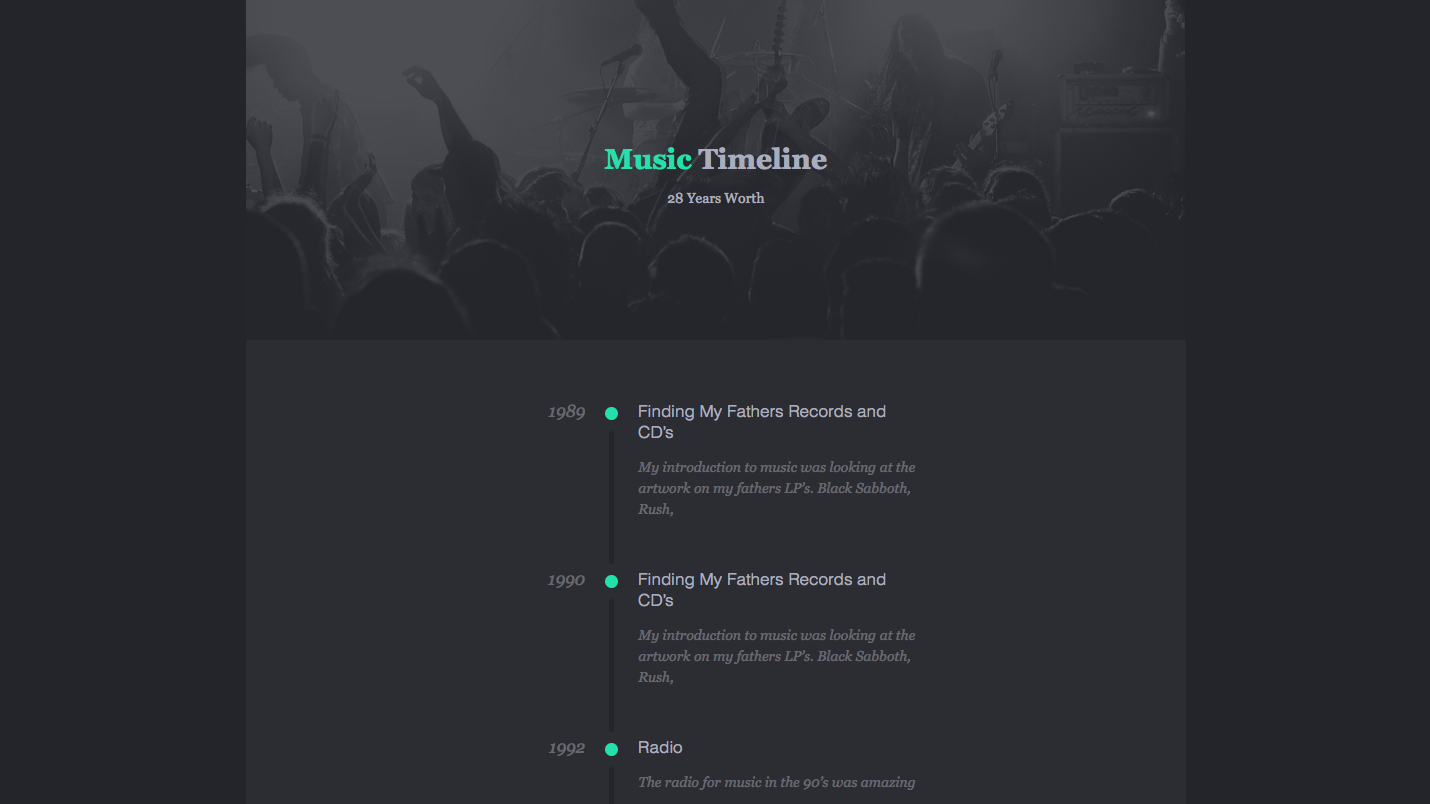 Music Timeline
28 Years Worth
1989
Finding My Fathers Records and
CD's
My introduction to music was looking at the
artwork on my fathers LP's. Black Sabboth,
Rush,
1990
Finding My Fathers Records and
CD's
My introduction to music was looking at the
artwork on my fathers LP's. Black Sabboth,
Rush,
1992
Radio
The radio for music in the 90's was amazing